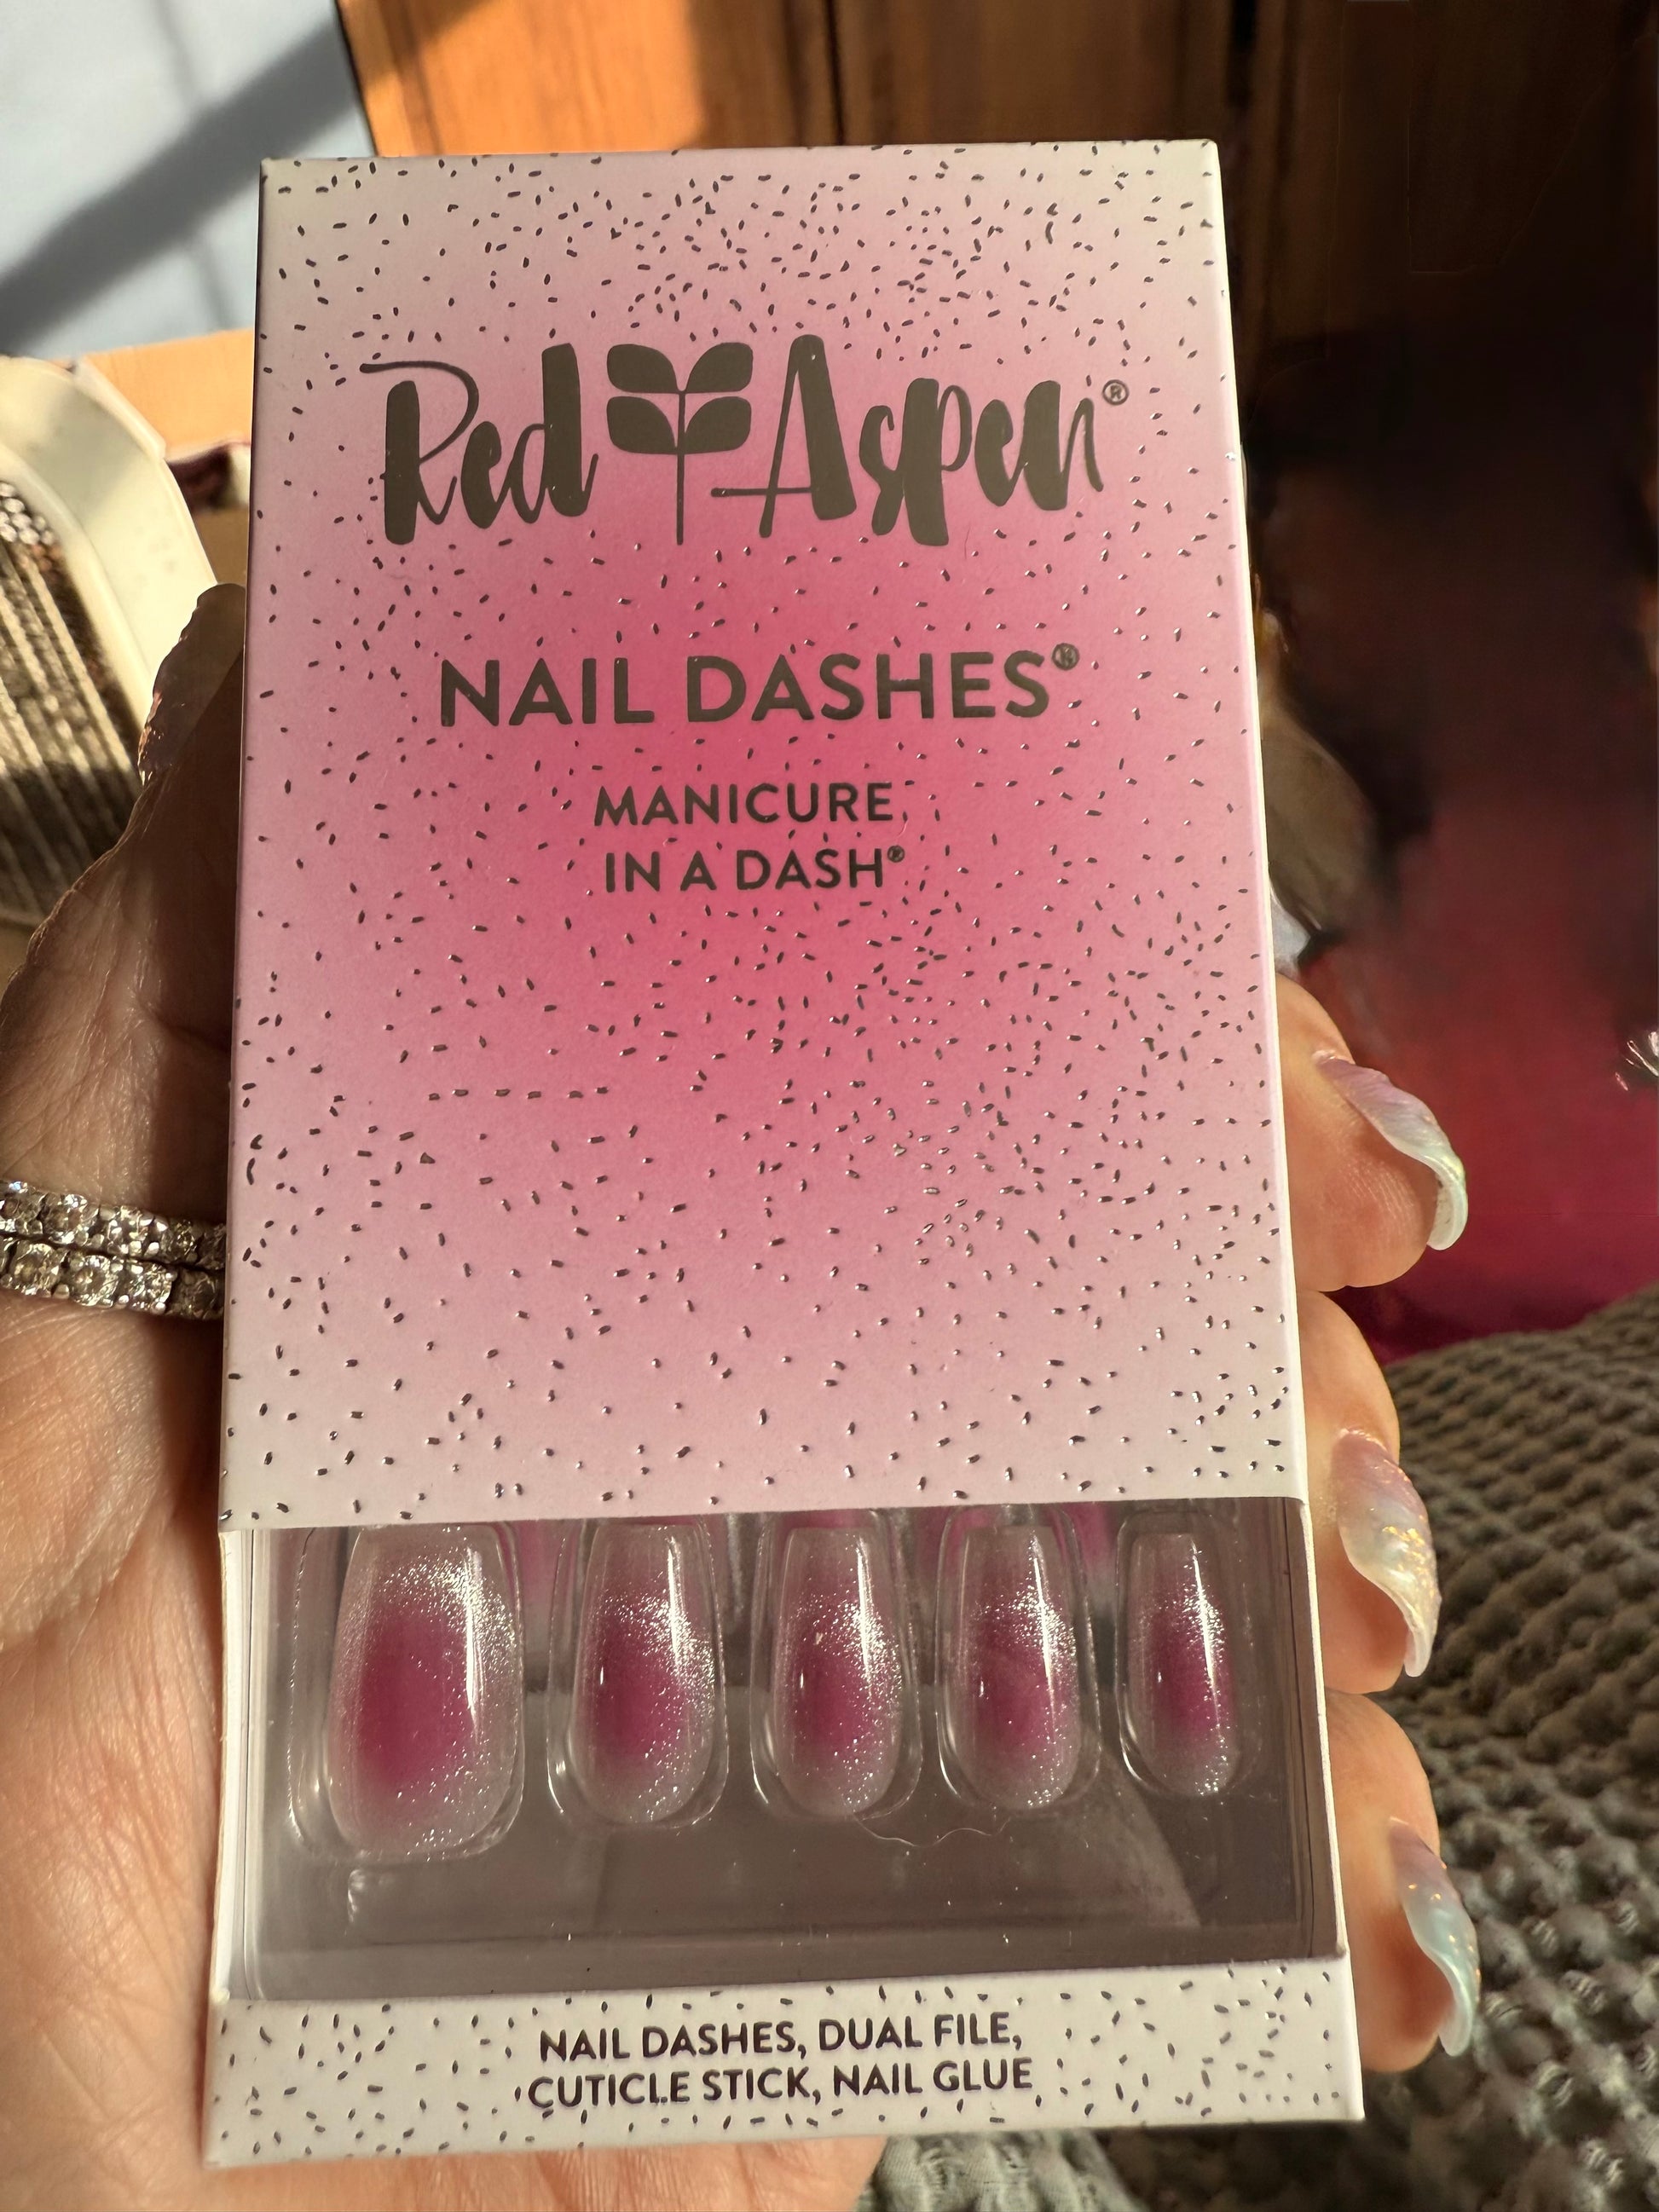 Red Aspen®
NAIL DASHES®
MANICURE
IN A DASH®
NAIL DASHES, DUAL FILE,
CUTICLE STICK, NAIL GLUE